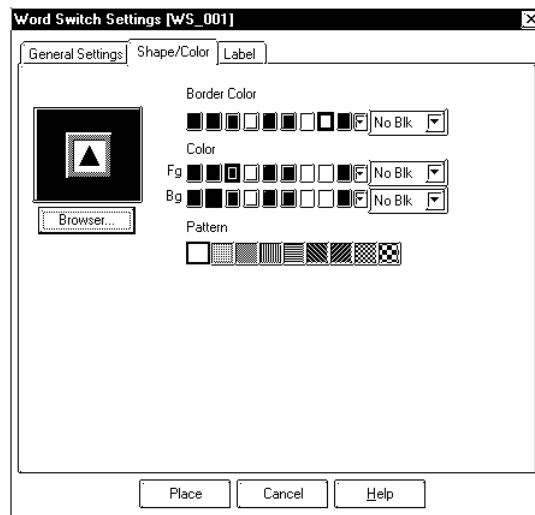 Word Switch Settings [WS_001]
General Settings Shape/Color Label
Border Color
No Blk
Color
Fg No Blk
Bg No Blk
Browser...
Pattern
Place Cancel Help